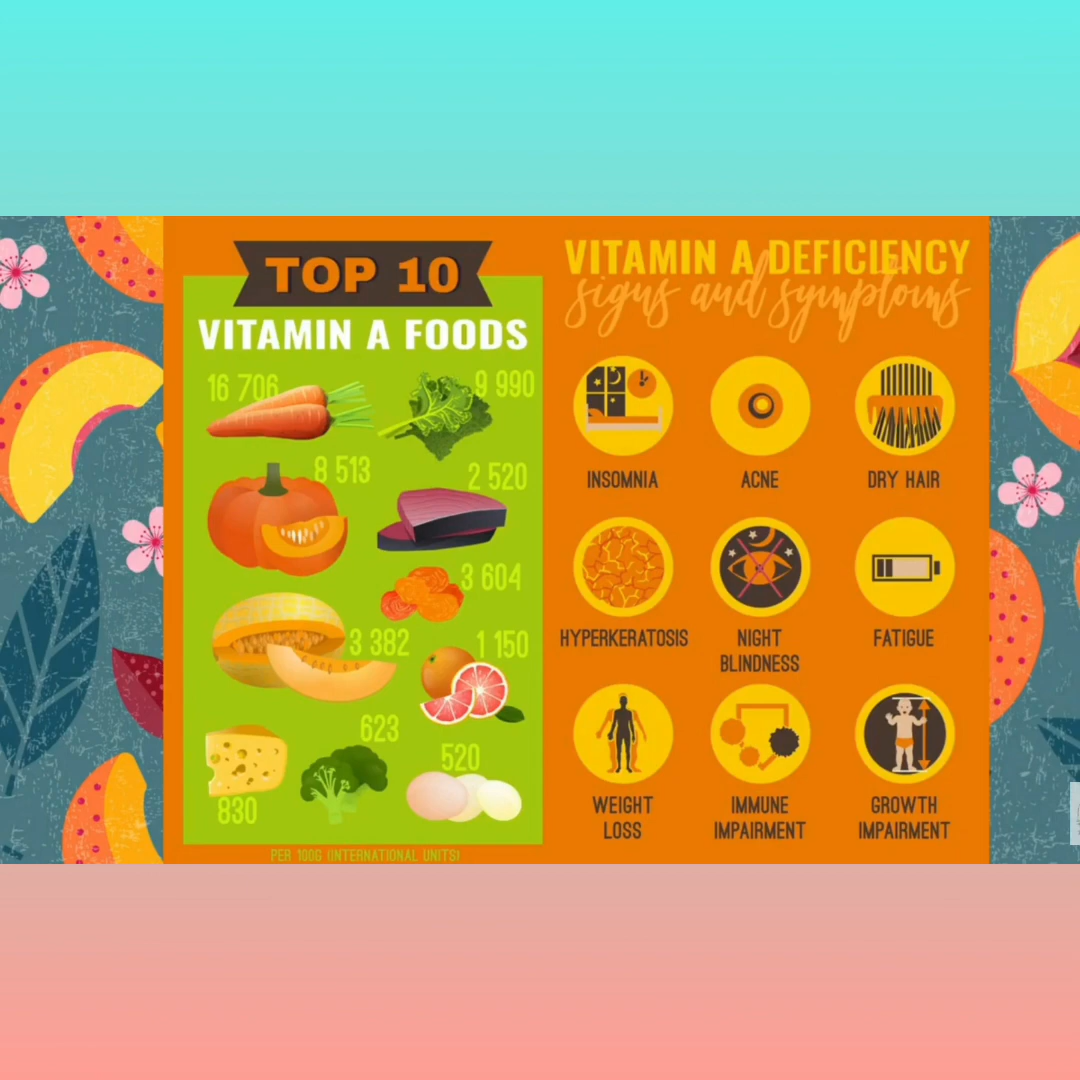 TOP 10
VITAMIN A FOODS
16 706
9 990
8 513
2 520
3 604
3 382
1 150
623
520
830
PER 100G (INTERNATIONAL UNITS)
VITAMIN A DEFICIENCY
signs and symptoms
INSOMNIA
ACNE
DRY HAIR
HYPERKERATOSIS
NIGHT
BLINDNESS
FATIGUE
WEIGHT
LOSS
IMMUNE
IMPAIRMENT
GROWTH
IMPAIRMENT